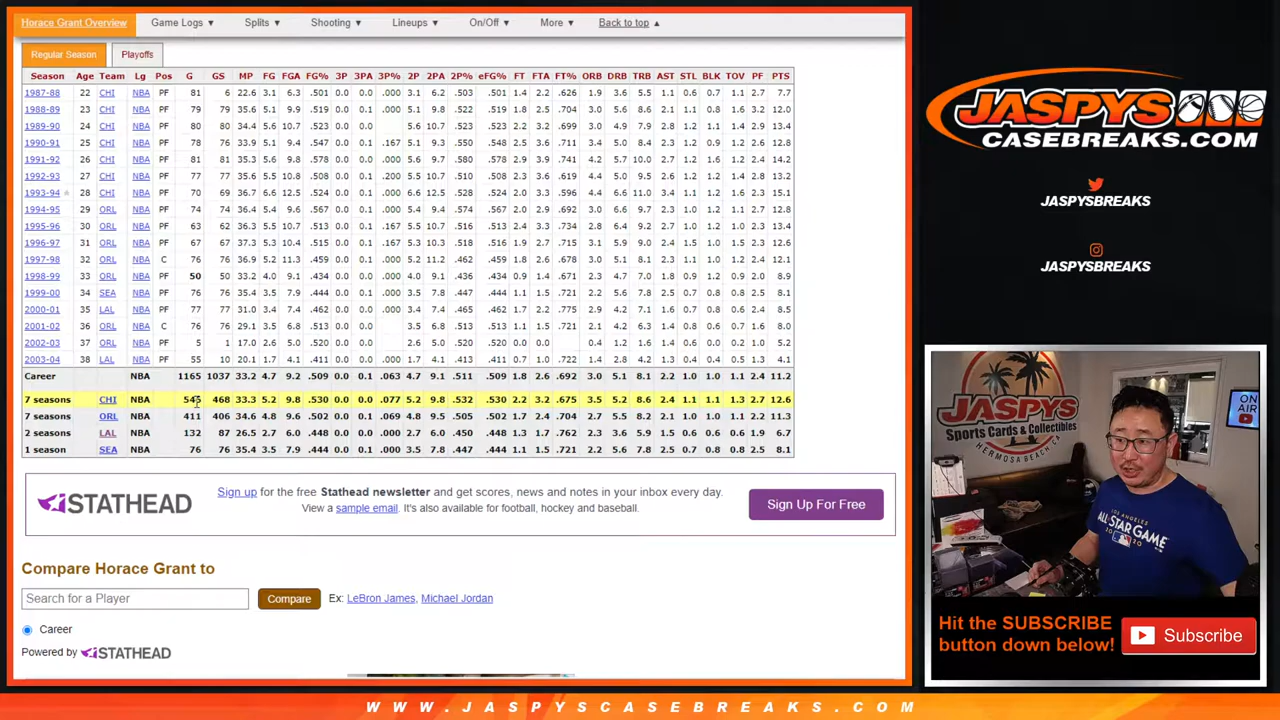 Horace Grant Overview Game Logs ▼ Splits ▼ Shooting ▼ Lineups ▼ On/Off ▼ More ▼ Back to top ▲
Regular Season Playoffs
Season Age Team Lg Pos G GS MP FG FGA FG% 3P 3PA 3P% 2P 2PA 2P% eFG% FT FTA FT% ORB DRB TRB AST STL BLK TOV PF PTS
1987-88 22 CHI NBA PF 81 6 22.6 3.1 6.3 .501 0.0 0.0 .000 3.1 6.2 .503 .501 1.4 2.2 .626 1.9 3.6 5.5 1.1 0.6 0.7 1.1 2.7 7.7
1988-89 23 CHI NBA PF 79 79 35.6 5.1 9.8 .519 0.0 0.1 .000 5.1 9.8 .522 .519 1.8 2.5 .704 3.0 5.6 8.6 2.1 1.1 0.8 1.6 3.2 12.0
1989-90 24 CHI NBA PF 80 80 34.4 5.6 10.7 .523 0.0 0.0 5.6 10.7 .523 .523 2.2 3.2 .699 3.0 4.9 7.9 2.8 1.2 1.1 1.4 2.9 13.4
1990-91 25 CHI NBA PF 78 76 33.9 5.1 9.4 .547 0.0 0.1 .167 5.1 9.3 .550 .548 2.5 3.6 .711 3.4 5.0 8.4 2.3 1.2 0.9 1.2 2.6 12.8
1991-92 26 CHI NBA PF 81 81 35.3 5.6 9.8 .578 0.0 0.0 .000 5.6 9.7 .580 .578 2.9 3.9 .741 4.2 5.7 10.0 2.7 1.2 1.6 1.2 2.4 14.2
1992-93 27 CHI NBA PF 77 77 35.6 5.5 10.8 .508 0.0 0.1 .200 5.5 10.7 .510 .508 2.3 3.6 .619 4.4 5.1 9.5 2.6 1.2 1.2 1.4 2.8 13.2
1993-94 28 CHI NBA PF 70 69 36.7 6.6 12.5 .524 0.0 0.1 .000 6.6 12.5 .528 .524 2.0 3.3 .596 4.4 6.6 11.0 3.4 1.1 1.2 1.6 2.3 15.1
1994-95 29 ORL NBA PF 74 74 36.4 5.4 9.6 .567 0.0 0.1 .000 5.4 9.4 .574 .567 2.0 2.9 .692 3.0 6.6 9.7 2.3 1.0 1.2 1.1 2.7 12.8
1995-96 30 ORL NBA PF 63 62 36.3 5.5 10.7 .513 0.0 0.1 .167 5.5 10.6 .516 .513 2.4 3.3 .734 2.8 6.4 9.2 2.7 1.0 1.2 1.0 2.3 13.4
1996-97 31 ORL NBA PF 67 67 37.3 5.3 10.4 .515 0.0 0.1 .167 5.3 10.3 .518 .516 1.9 2.7 .715 3.1 5.9 9.0 2.4 1.5 1.0 1.5 2.3 12.6
1997-98 32 ORL NBA C 76 76 36.9 5.2 11.3 .459 0.0 0.1 .000 5.2 11.2 .462 .459 1.8 2.6 .678 3.0 5.1 8.1 2.3 1.1 1.0 1.2 2.4 12.1
1998-99 33 ORL NBA PF 50 50 33.2 4.0 9.1 .434 0.0 0.0 .000 4.0 9.1 .436 .434 0.9 1.4 .671 2.3 4.7 7.0 1.8 0.9 1.2 0.9 2.0 8.9
1999-00 34 SEA NBA PF 76 76 35.4 3.5 7.9 .444 0.0 0.1 .000 3.5 7.8 .447 .444 1.1 1.5 .721 2.2 5.6 7.8 2.5 0.7 0.8 0.8 2.5 8.1
2000-01 35 LAL NBA PF 77 77 31.0 3.4 7.4 .462 0.0 0.0 .000 3.4 7.4 .465 .462 1.7 2.2 .775 2.9 4.2 7.1 1.6 0.7 0.8 0.6 2.3 8.5
2001-02 36 ORL NBA C 76 76 29.1 3.5 6.8 .513 0.0 0.0 3.5 6.8 .513 .513 1.1 1.5 .721 2.1 4.2 6.3 1.4 0.8 0.6 0.6 1.6 8.0
2002-03 37 ORL NBA PF 5 1 17.0 2.6 5.0 .520 0.0 0.0 2.6 5.0 .520 .520 0.0 0.0 0.4 1.2 1.6 1.4 0.6 0.0 0.4 1.2 5.2
2003-04 38 LAL NBA PF 55 10 20.1 1.7 4.1 .411 0.0 0.0 .000 1.7 4.1 .413 .411 0.7 1.0 .722 1.4 2.8 4.2 1.3 0.4 0.4 0.5 1.3 4.1
Career NBA 1165 1037 33.2 4.7 9.2 .509 0.0 0.1 .063 4.7 9.1 .511 .509 1.8 2.6 .692 3.0 5.1 8.1 2.2 1.0 1.0 1.2 2.4 11.2
7 seasons CHI NBA 546 468 33.3 5.2 9.8 .530 0.0 0.0 .077 5.2 9.8 .532 .530 2.2 3.2 .675 3.5 5.2 8.6 2.4 1.1 1.1 1.3 2.7 12.6
7 seasons ORL NBA 411 406 34.6 4.8 9.6 .502 0.0 0.1 .069 4.8 9.5 .505 .502 1.7 2.4 .704 2.7 5.5 8.2 2.1 1.0 1.0 1.0 2.2 11.3
2 seasons LAL NBA 132 87 26.5 2.7 6.0 .448 0.0 0.0 .000 2.7 6.0 .450 .448 1.3 1.7 .762 2.3 3.6 5.9 1.5 0.6 0.6 0.6 1.9 6.7
1 season SEA NBA 76 76 35.4 3.5 7.9 .444 0.0 0.1 .000 3.5 7.8 .447 .444 1.1 1.5 .721 2.2 5.6 7.8 2.5 0.7 0.8 0.8 2.5 8.1
STATHEAD
Sign up for the free Stathead newsletter and get scores, news and notes in your inbox every day.
View a sample email. It's also available for football, hockey and baseball.
Sign Up For Free
Compare Horace Grant to
Search for a Player Compare Ex: LeBron James, Michael Jordan
Career
Powered by STATHEAD
JASPYS
CASEBREAKS.COM
JASPYSBREAKS
JASPYSBREAKS
JASPYS
Sports Cards & Collectibles
HERMOSA BEACH, CA
ON AIR
LOS ANGELES
ALL-STAR GAME
2020
Hit the SUBSCRIBE
button down below!
Subscribe
WWW.JASPYSCASEBREAKS.COM